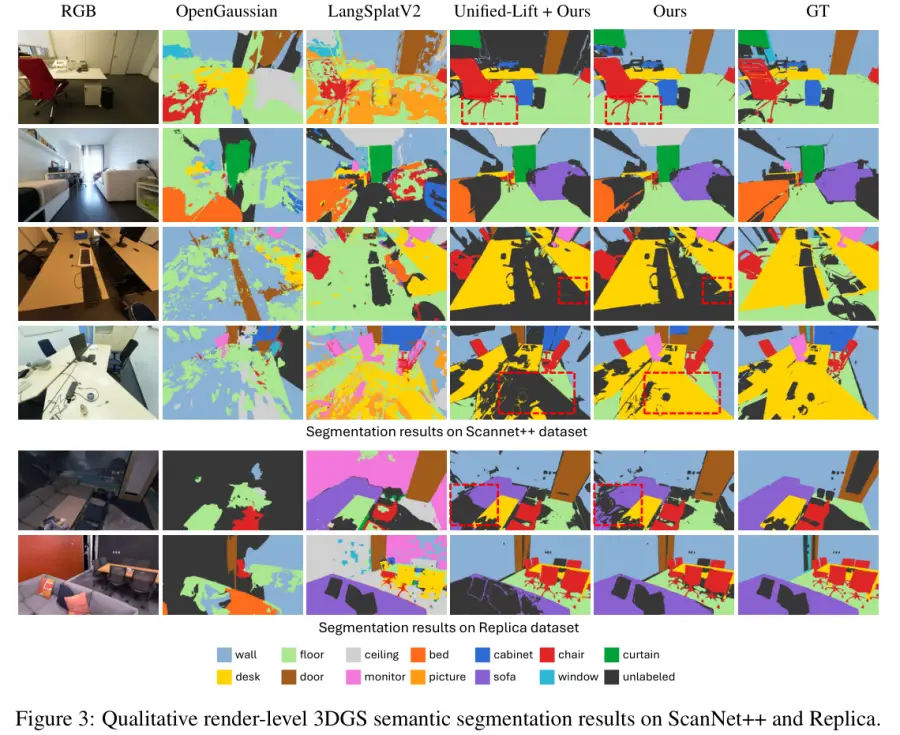 RGB OpenGaussian LangSplatV2 Unified-Lift + Ours Ours GT
Segmentation results on Scannet++ dataset
Segmentation results on Replica dataset
wall floor ceiling bed cabinet chair curtain
desk door monitor picture sofa window unlabeled
Figure 3: Qualitative render-level 3DGS semantic segmentation results on ScanNet++ and Replica.